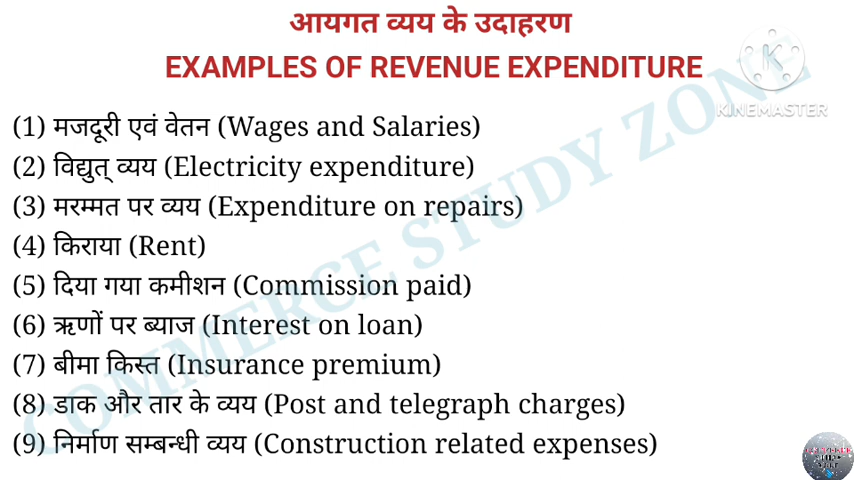 आयगत व्यय के उदाहरण
EXAMPLES OF REVENUE EXPENDITURE
KINEMASTER
(1) मजदूरी एवं वेतन (Wages and Salaries)
(2) विद्युत् व्यय (Electricity expenditure)
(3) मरम्मत पर व्यय (Expenditure on repairs)
(4) किराया (Rent)
(5) दिया गया कमीशन (Commission paid)
(6) ऋणों पर ब्याज (Interest on loan)
(7) बीमा किस्त (Insurance premium)
(8) डाक और तार के व्यय (Post and telegraph charges)
(9) निर्माण सम्बन्धी व्यय (Construction related expenses)
COMMERCE STUDY ZONE